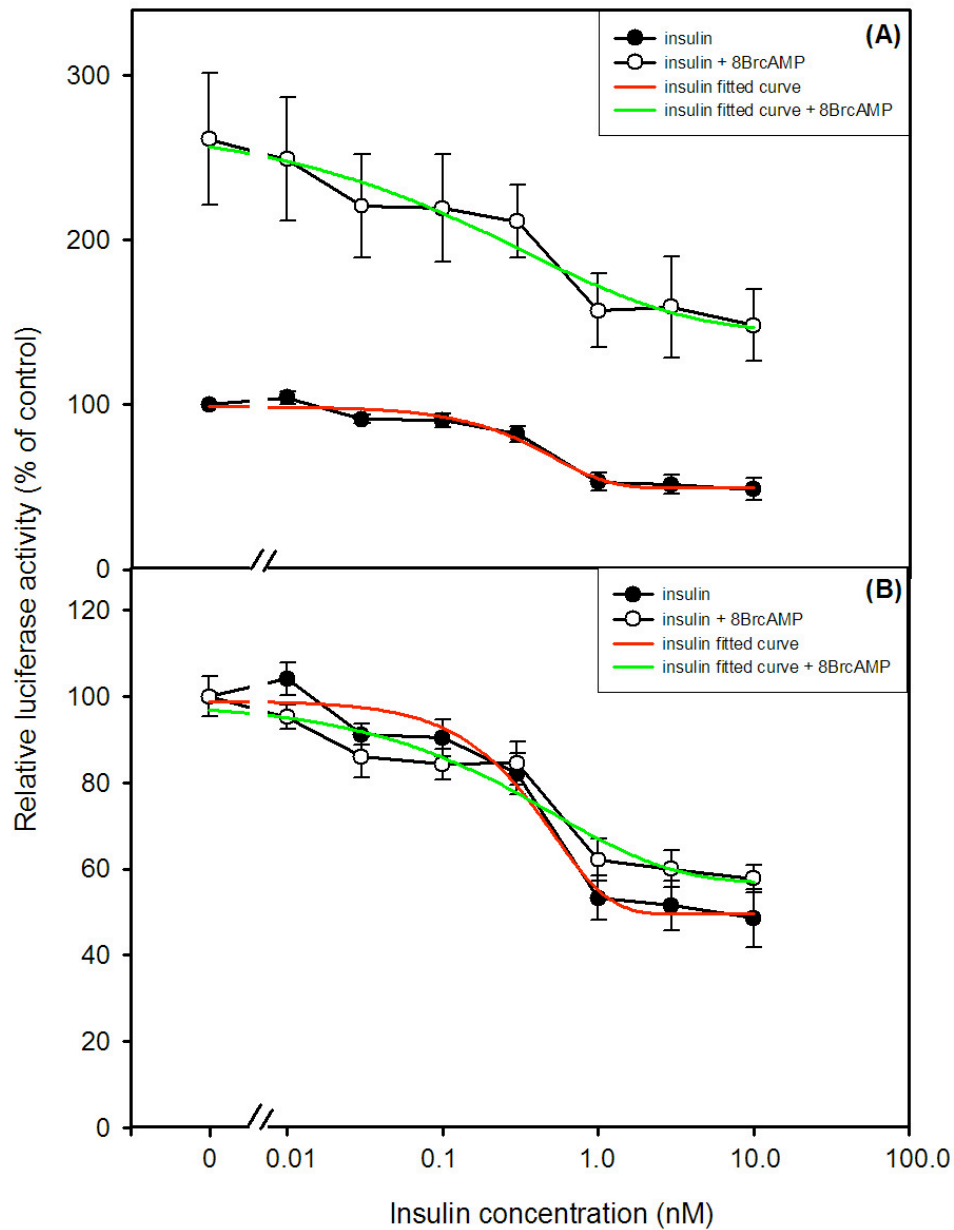 (A)
insulin
insulin + 8BrcAMP
insulin fitted curve
insulin fitted curve + 8BrcAMP
300
200
100
0
(B)
insulin
insulin + 8BrcAMP
insulin fitted curve
insulin fitted curve + 8BrcAMP
120
100
80
60
40
20
0
Relative luciferase activity (% of control)
0 0.01 0.1 1.0 10.0 100.0
Insulin concentration (nM)